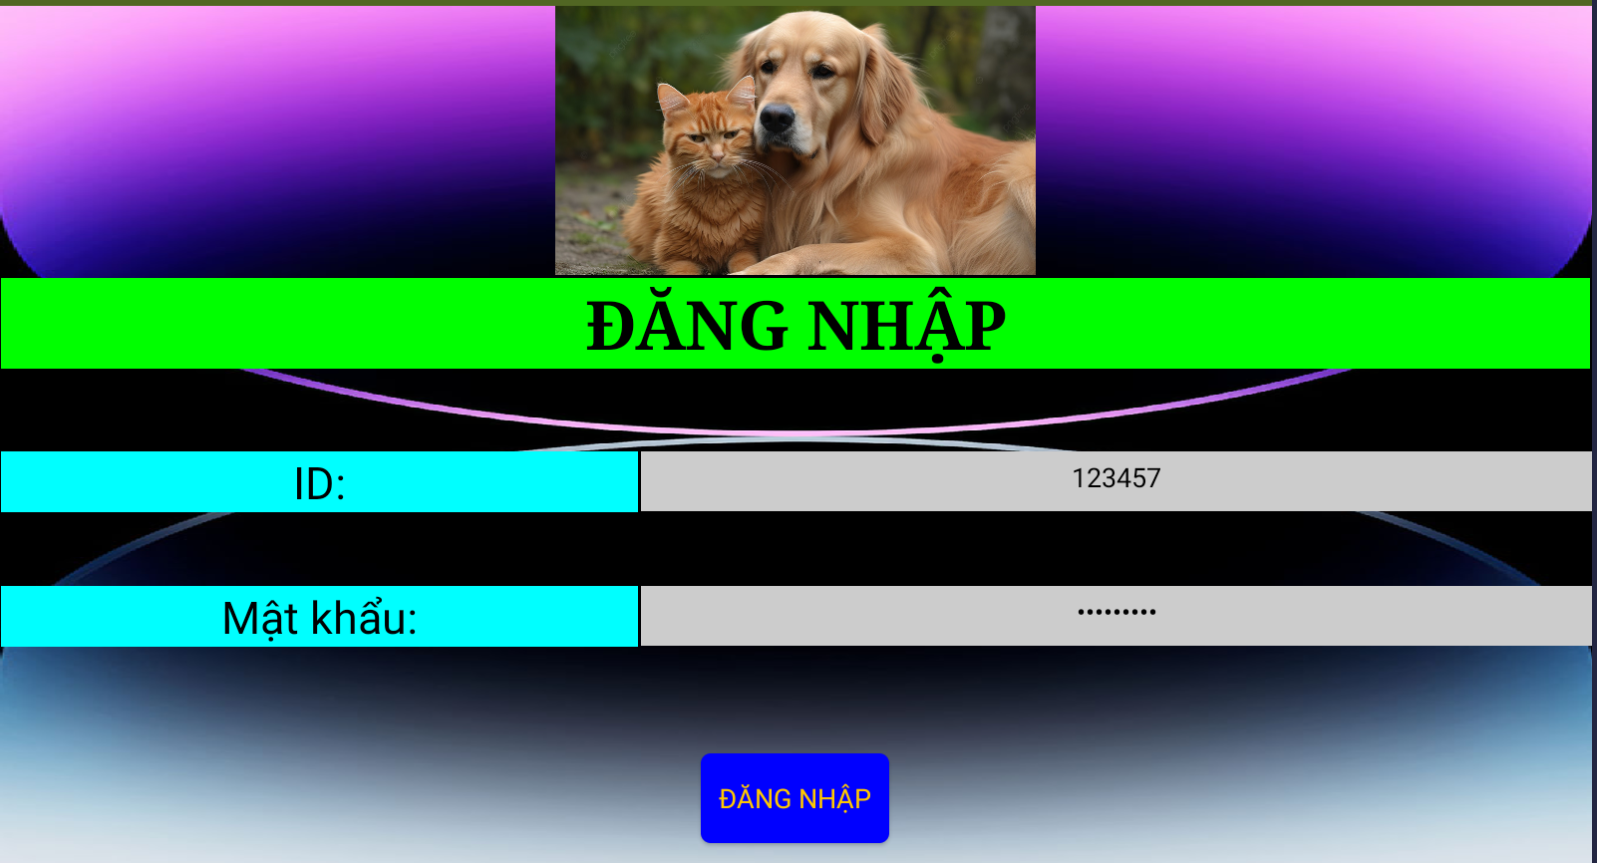 ĐĂNG NHẬP
ID:
123457
Mật khẩu:
•••••••••
ĐĂNG NHẬP